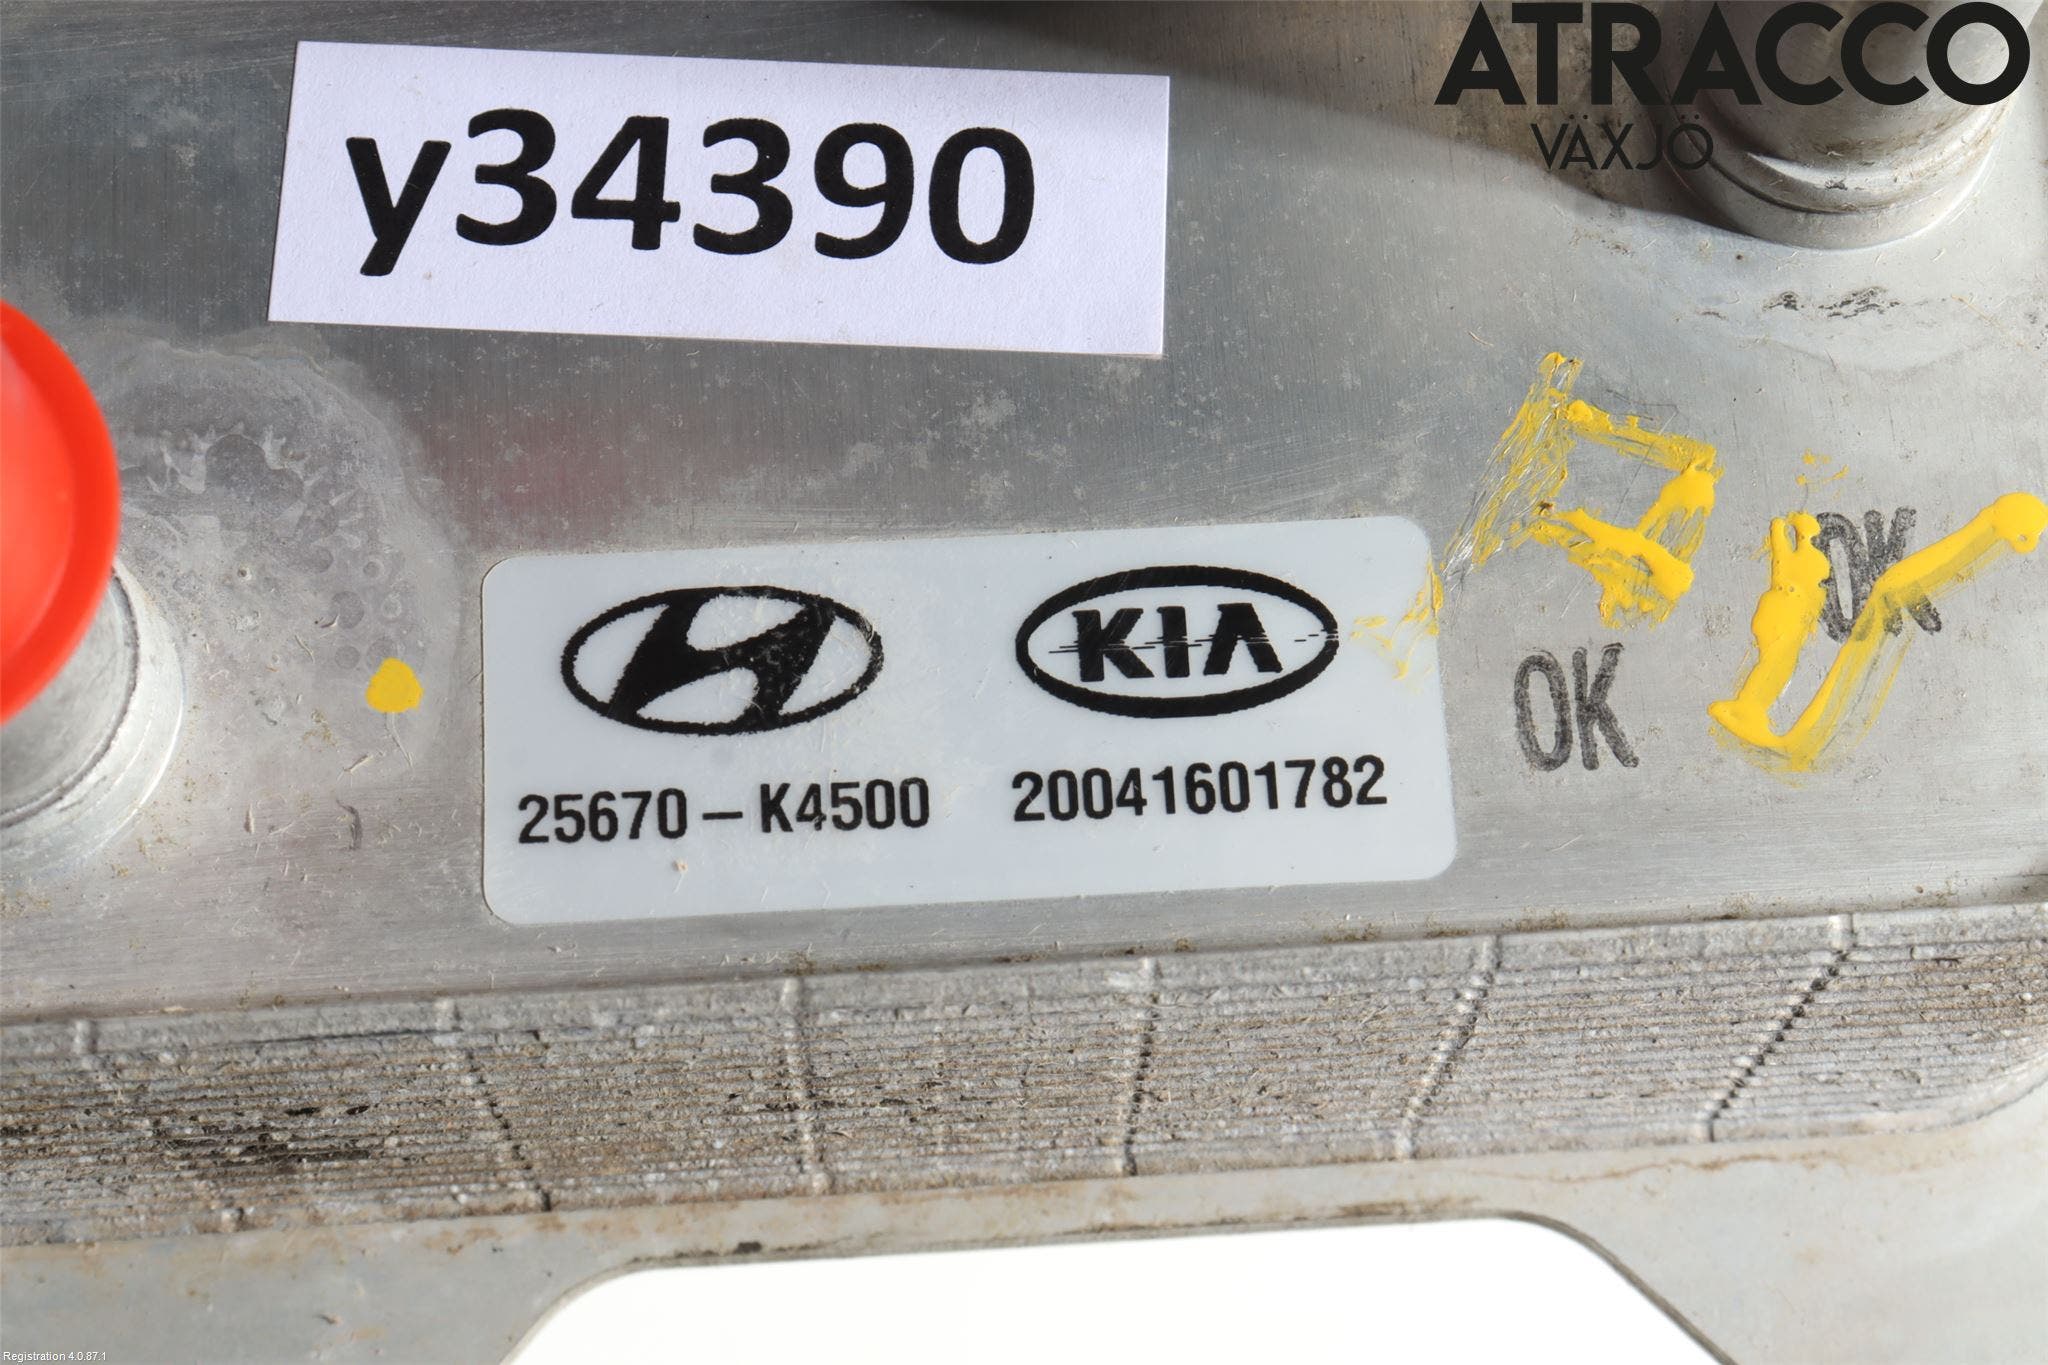 ATRACCO
VÄXJÖ
y34390
KIA
25670-K4500 20041601782
OK
OK
Registration 4.0.87.1